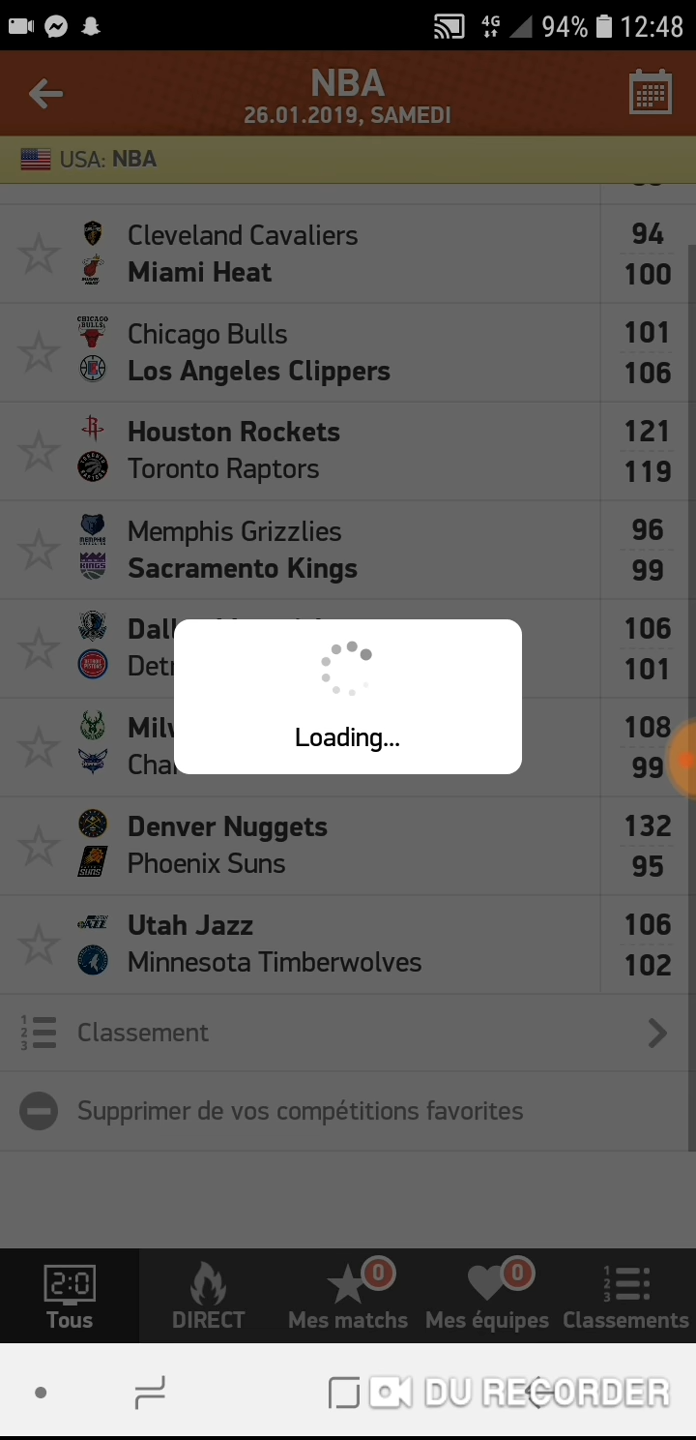 4G 94% 12:48
NBA
26.01.2019, SAMEDI
USA: NBA
Cleveland Cavaliers 94
Miami Heat 100
Chicago Bulls 101
Los Angeles Clippers 106
Houston Rockets 121
Toronto Raptors 119
Memphis Grizzlies 96
Sacramento Kings 99
106
101
108
99
Loading...
Denver Nuggets 132
Phoenix Suns 95
Utah Jazz 106
Minnesota Timberwolves 102
Classement
Supprimer de vos compétitions favorites
2:0 0 0
Tous DIRECT Mes matchs Mes équipes Classements
DU RECORDER